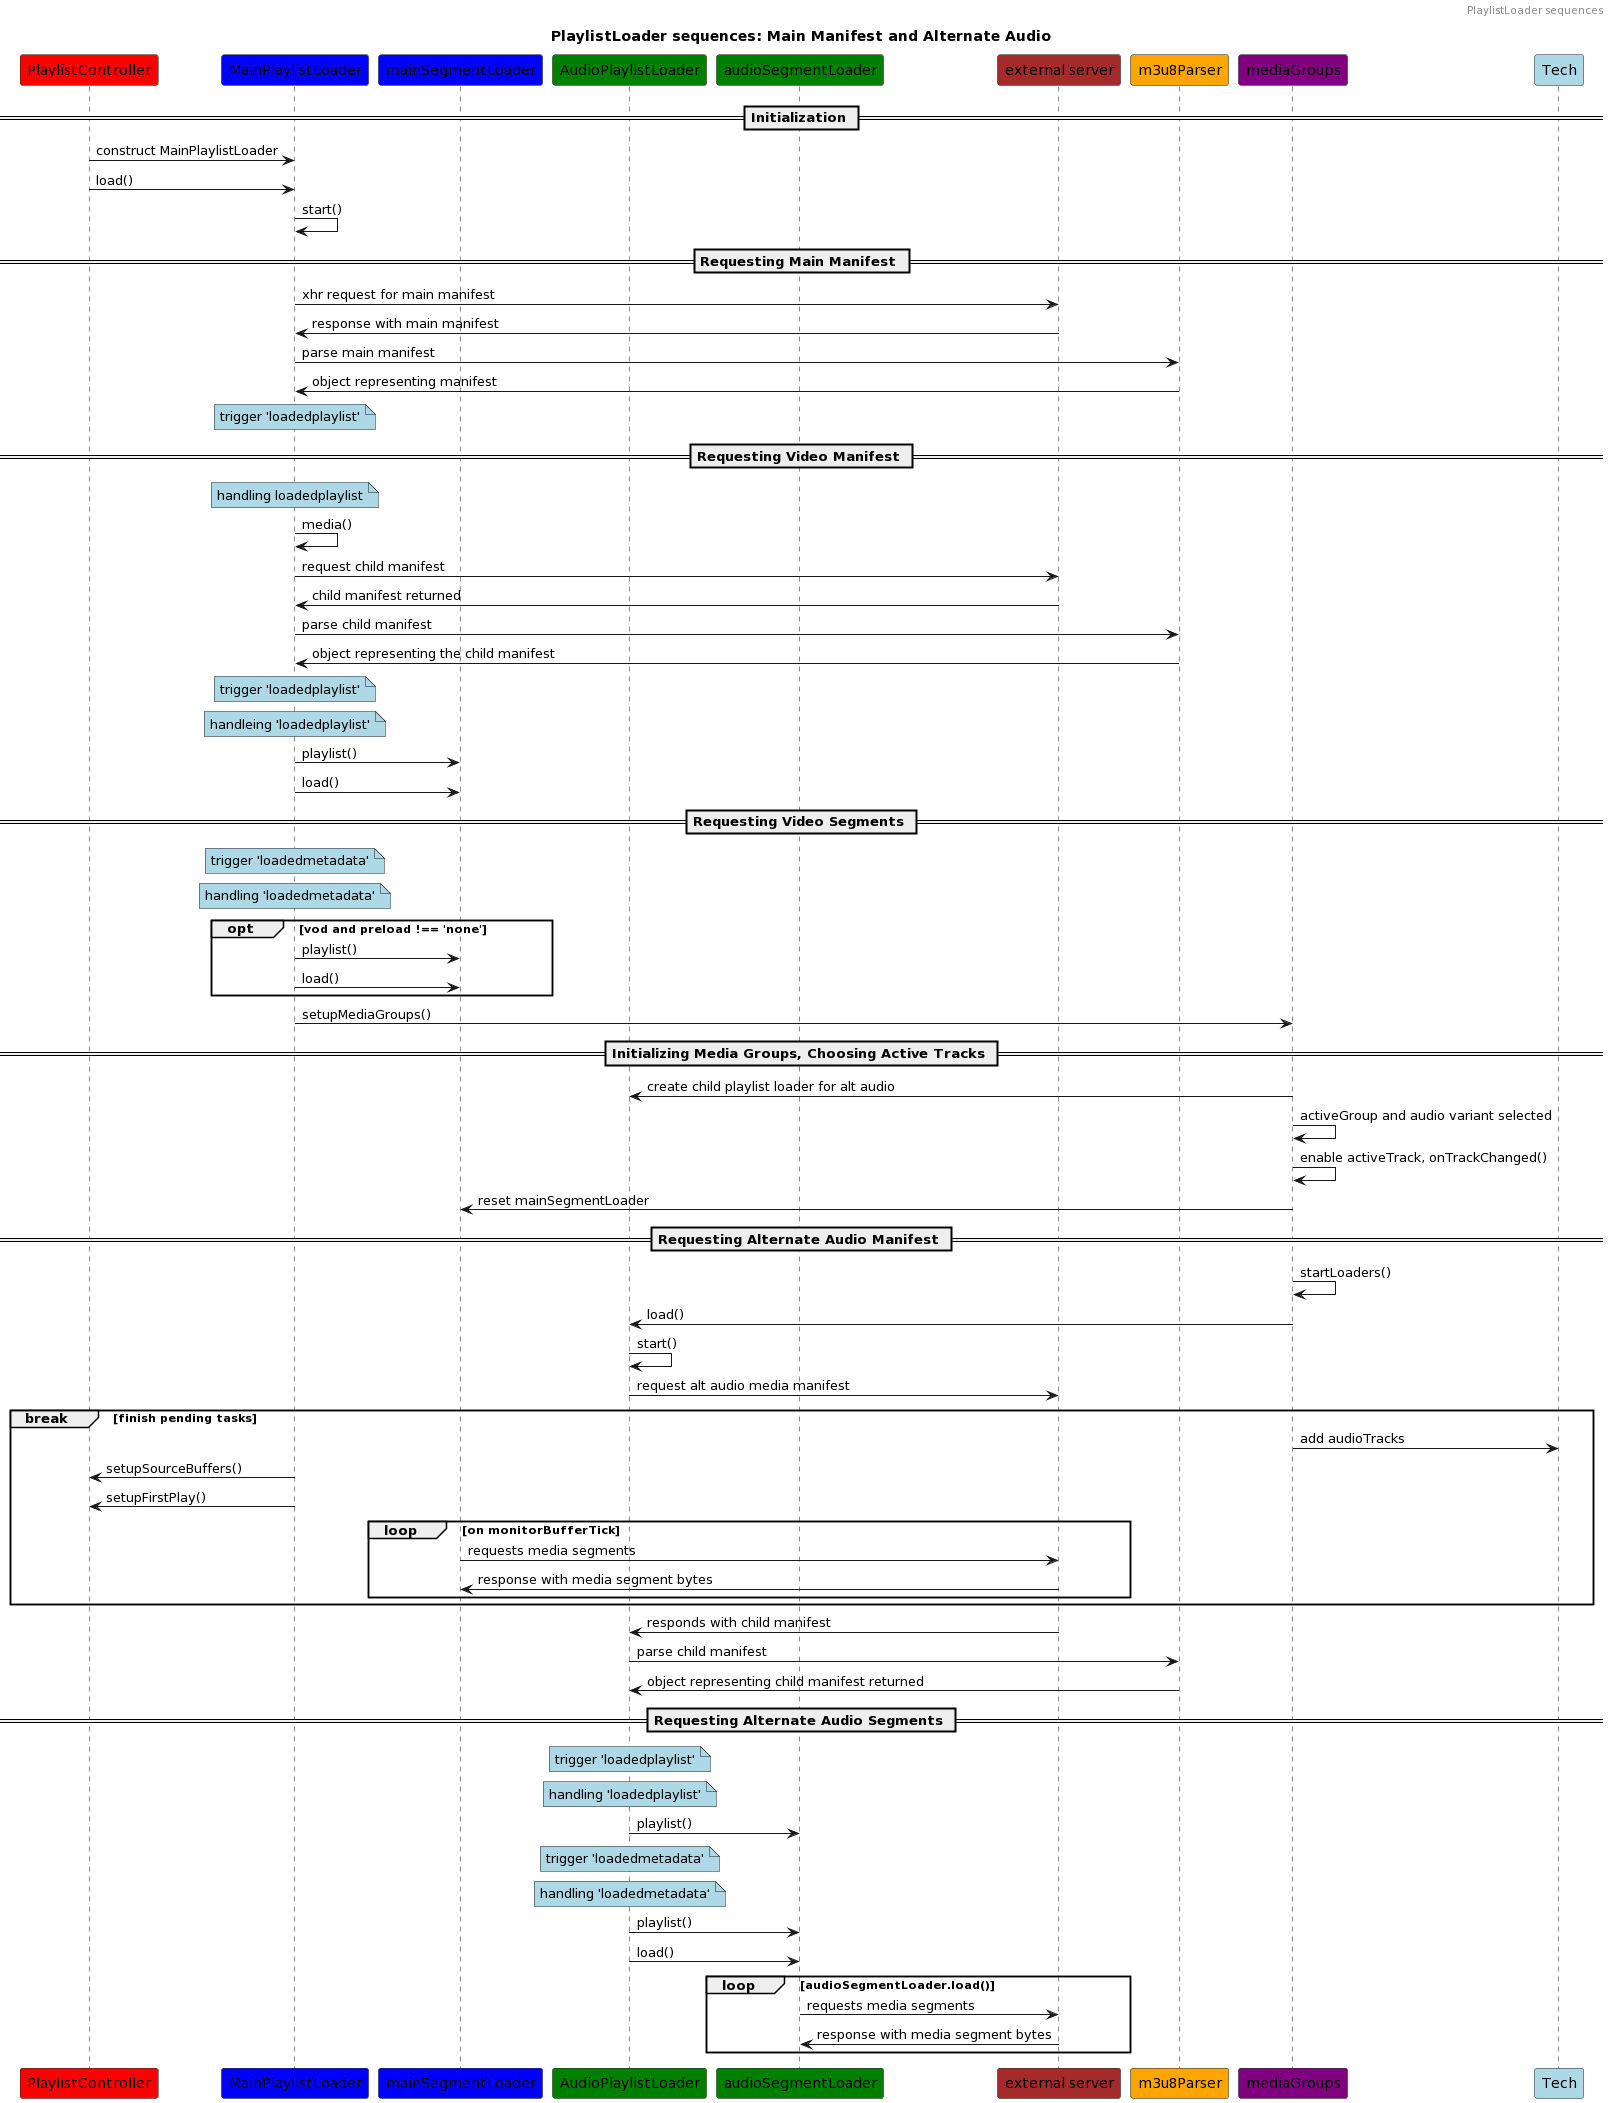 PlaylistLoader sequences
PlaylistLoader sequences: Main Manifest and Alternate Audio
PlaylistController
MainPlaylistLoader
mainSegmentLoader
AudioPlaylistLoader
audioSegmentLoader
external server
m3u8Parser
mediaGroups
Tech
Initialization
construct MainPlaylistLoader
load()
start()
Requesting Main Manifest
xhr request for main manifest
response with main manifest
parse main manifest
object representing manifest
trigger 'loadedplaylist'
Requesting Video Manifest
handling loadedplaylist
media()
request child manifest
child manifest returned
parse child manifest
object representing the child manifest
trigger 'loadedplaylist'
handleing 'loadedplaylist'
playlist()
load()
Requesting Video Segments
trigger 'loadedmetadata'
handling 'loadedmetadata'
opt [vod and preload !== 'none']
playlist()
load()
setupMediaGroups()
Initializing Media Groups, Choosing Active Tracks
create child playlist loader for alt audio
activeGroup and audio variant selected
enable activeTrack, onTrackChanged()
reset mainSegmentLoader
Requesting Alternate Audio Manifest
startLoaders()
load()
start()
request alt audio media manifest
break [finish pending tasks]
add audioTracks
setupSourceBuffers()
setupFirstPlay()
loop [on monitorBufferTick]
requests media segments
response with media segment bytes
responds with child manifest
parse child manifest
object representing child manifest returned
Requesting Alternate Audio Segments
trigger 'loadedplaylist'
handling 'loadedplaylist'
playlist()
trigger 'loadedmetadata'
handling 'loadedmetadata'
playlist()
load()
loop [audioSegmentLoader.load()]
requests media segments
response with media segment bytes
PlaylistController
MainPlaylistLoader
mainSegmentLoader
AudioPlaylistLoader
audioSegmentLoader
external server
m3u8Parser
mediaGroups
Tech